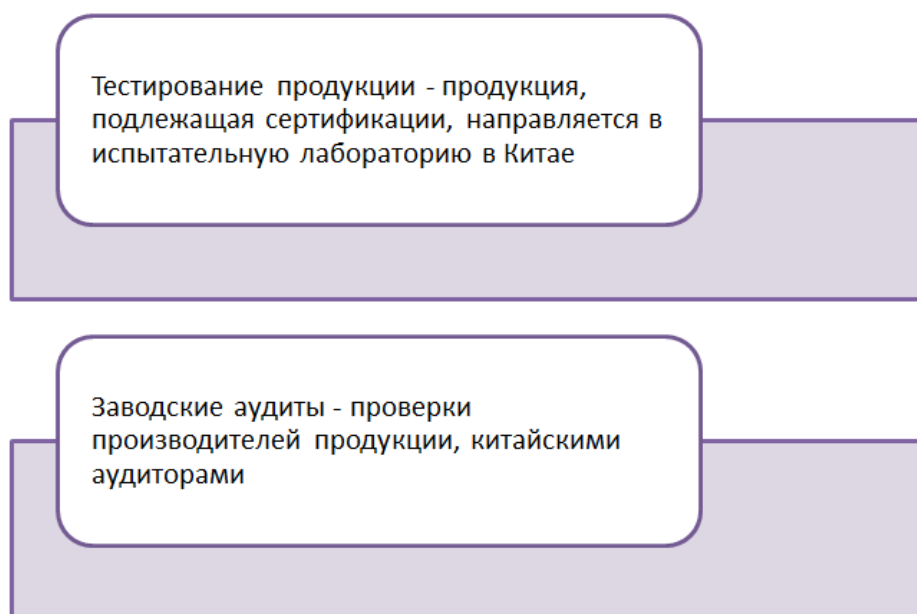 Тестирование продукции - продукция,
подлежащая сертификации, направляется в
испытательную лабораторию в Китае
Заводские аудиты - проверки
производителей продукции, китайскими
аудиторами